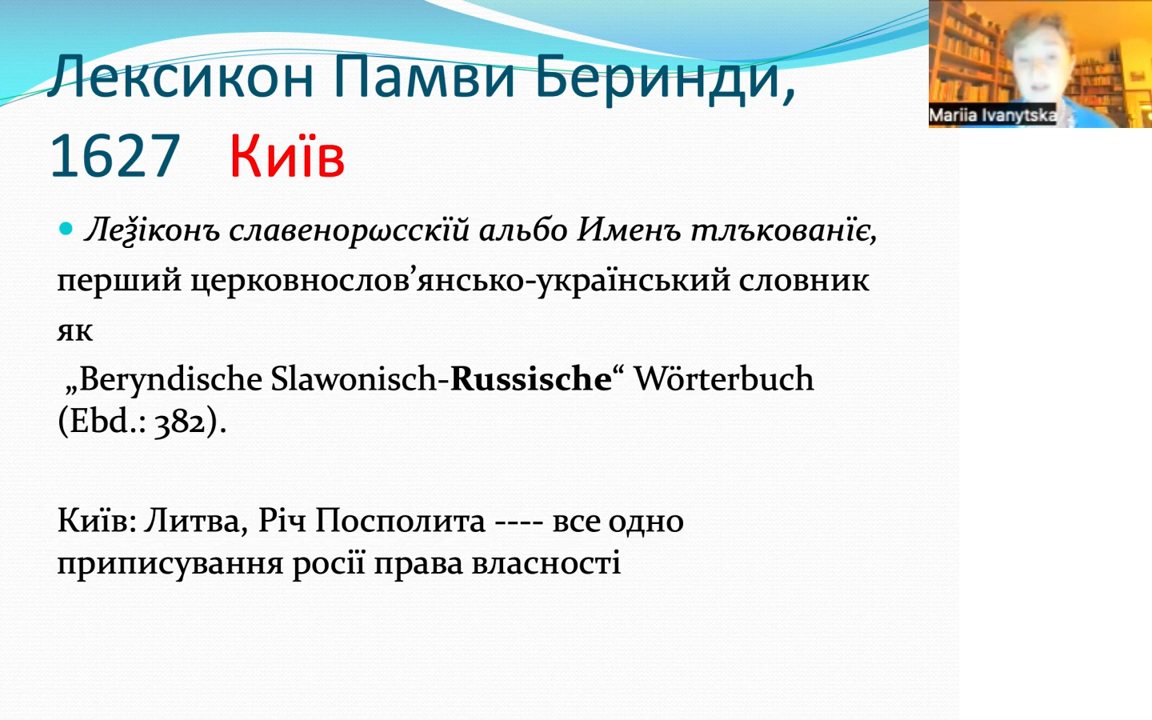 Лексикон Памви Беринди,
1627 Київ
Mariia Ivanytska
• Леѯіконъ славенорѡсскїй альбо Именъ тлъкованїє,
перший церковнослов’янсько-український словник
як
„Beryndische Slawonisch-Russische“ Wörterbuch
(Ebd.: 382).
Київ: Литва, Річ Посполита ---- все одно
приписування росії права власності